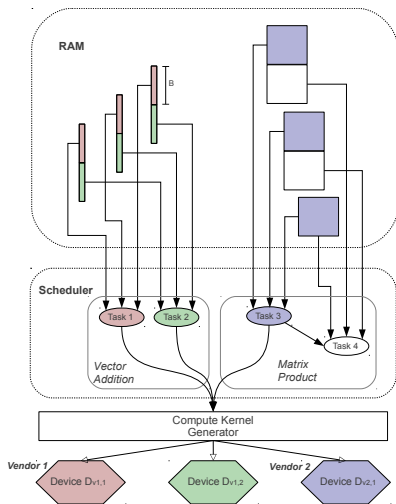 RAM
B
Scheduler
Task 1
Task 2
Task 3
Task 4
Vector
Addition
Matrix
Product
Compute Kernel
Generator
Vendor 1
Vendor 2
Device Dv1,1
Device Dv1,2
Device Dv2,1